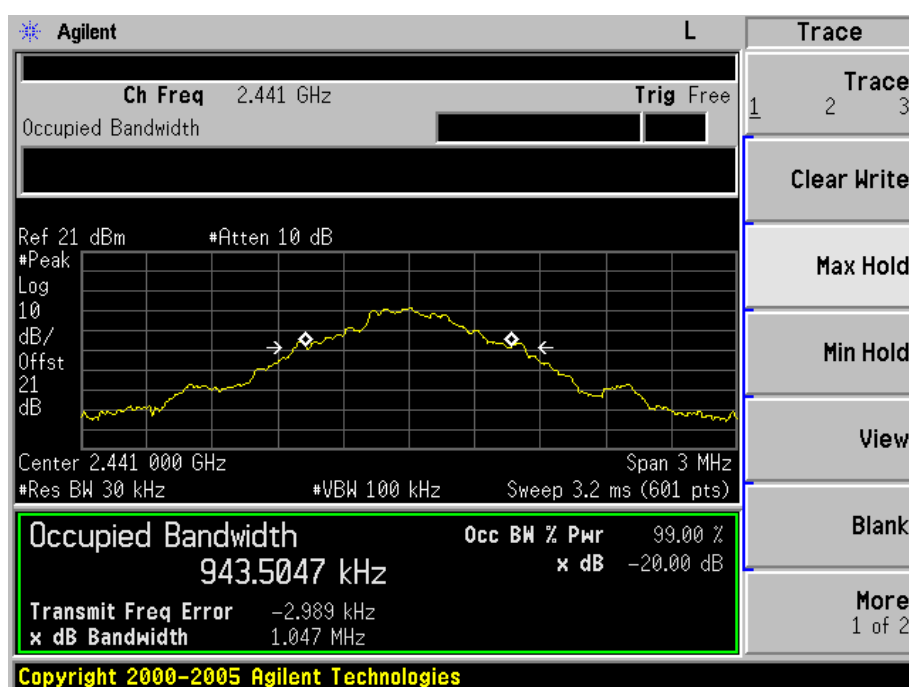 Agilent L Trace
Ch Freq 2.441 GHz Trig Free
Occupied Bandwidth
Trace
1 2 3
Clear Write
Max Hold
Min Hold
View
Blank
More
1 of 2
Ref 21 dBm #Atten 10 dB
#Peak
Log
10
dB/
Offst
21
dB
Center 2.441 000 GHz Span 3 MHz
#Res BW 30 kHz #VBW 100 kHz Sweep 3.2 ms (601 pts)
Occupied Bandwidth Occ BW % Pwr 99.00 %
943.5047 kHz x dB -20.00 dB
Transmit Freq Error -2.989 kHz
x dB Bandwidth 1.047 MHz
Copyright 2000-2005 Agilent Technologies